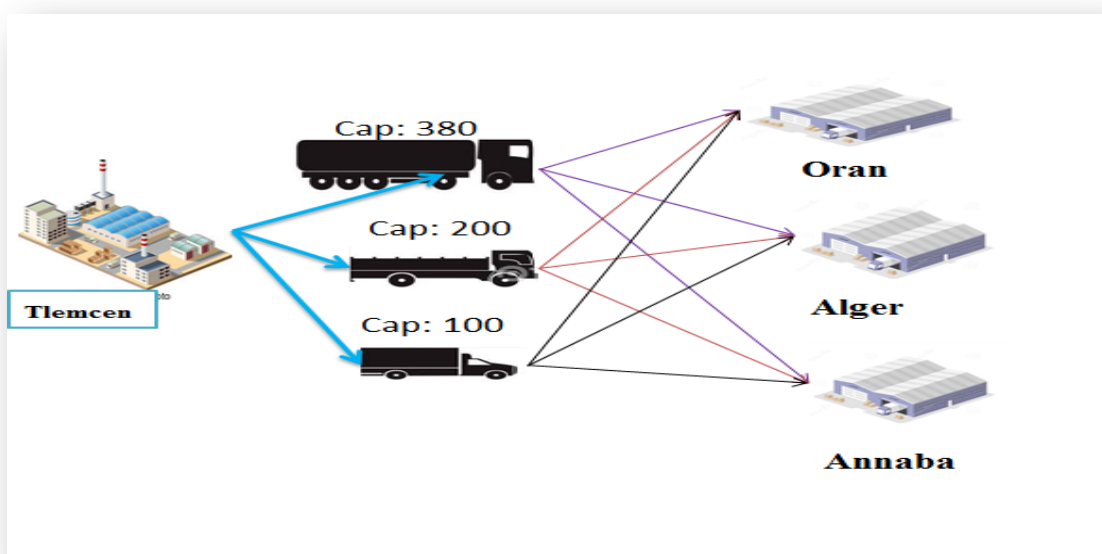 Cap: 380
Oran
Cap: 200
Tlemcen
Alger
Cap: 100
Annaba